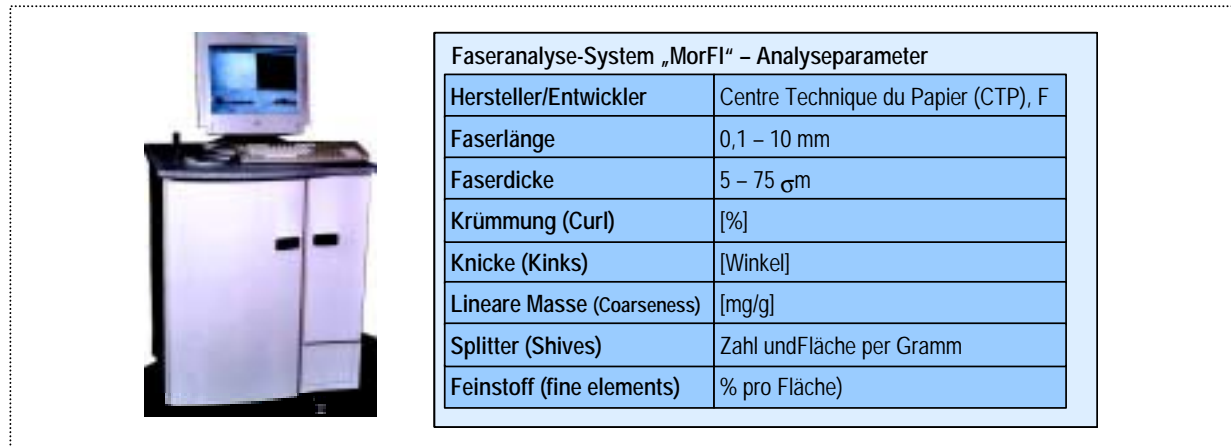 Faseranalyse-System „MorFI“ – Analyseparameter
Hersteller/Entwickler Centre Technique du Papier (CTP), F
Faserlänge 0,1 – 10 mm
Faserdicke 5 – 75 σm
Krümmung (Curl) [%]
Knicke (Kinks) [Winkel]
Lineare Masse (Coarseness) [mg/g]
Splitter (Shives) Zahl undFläche per Gramm
Feinstoff (fine elements) % pro Fläche)